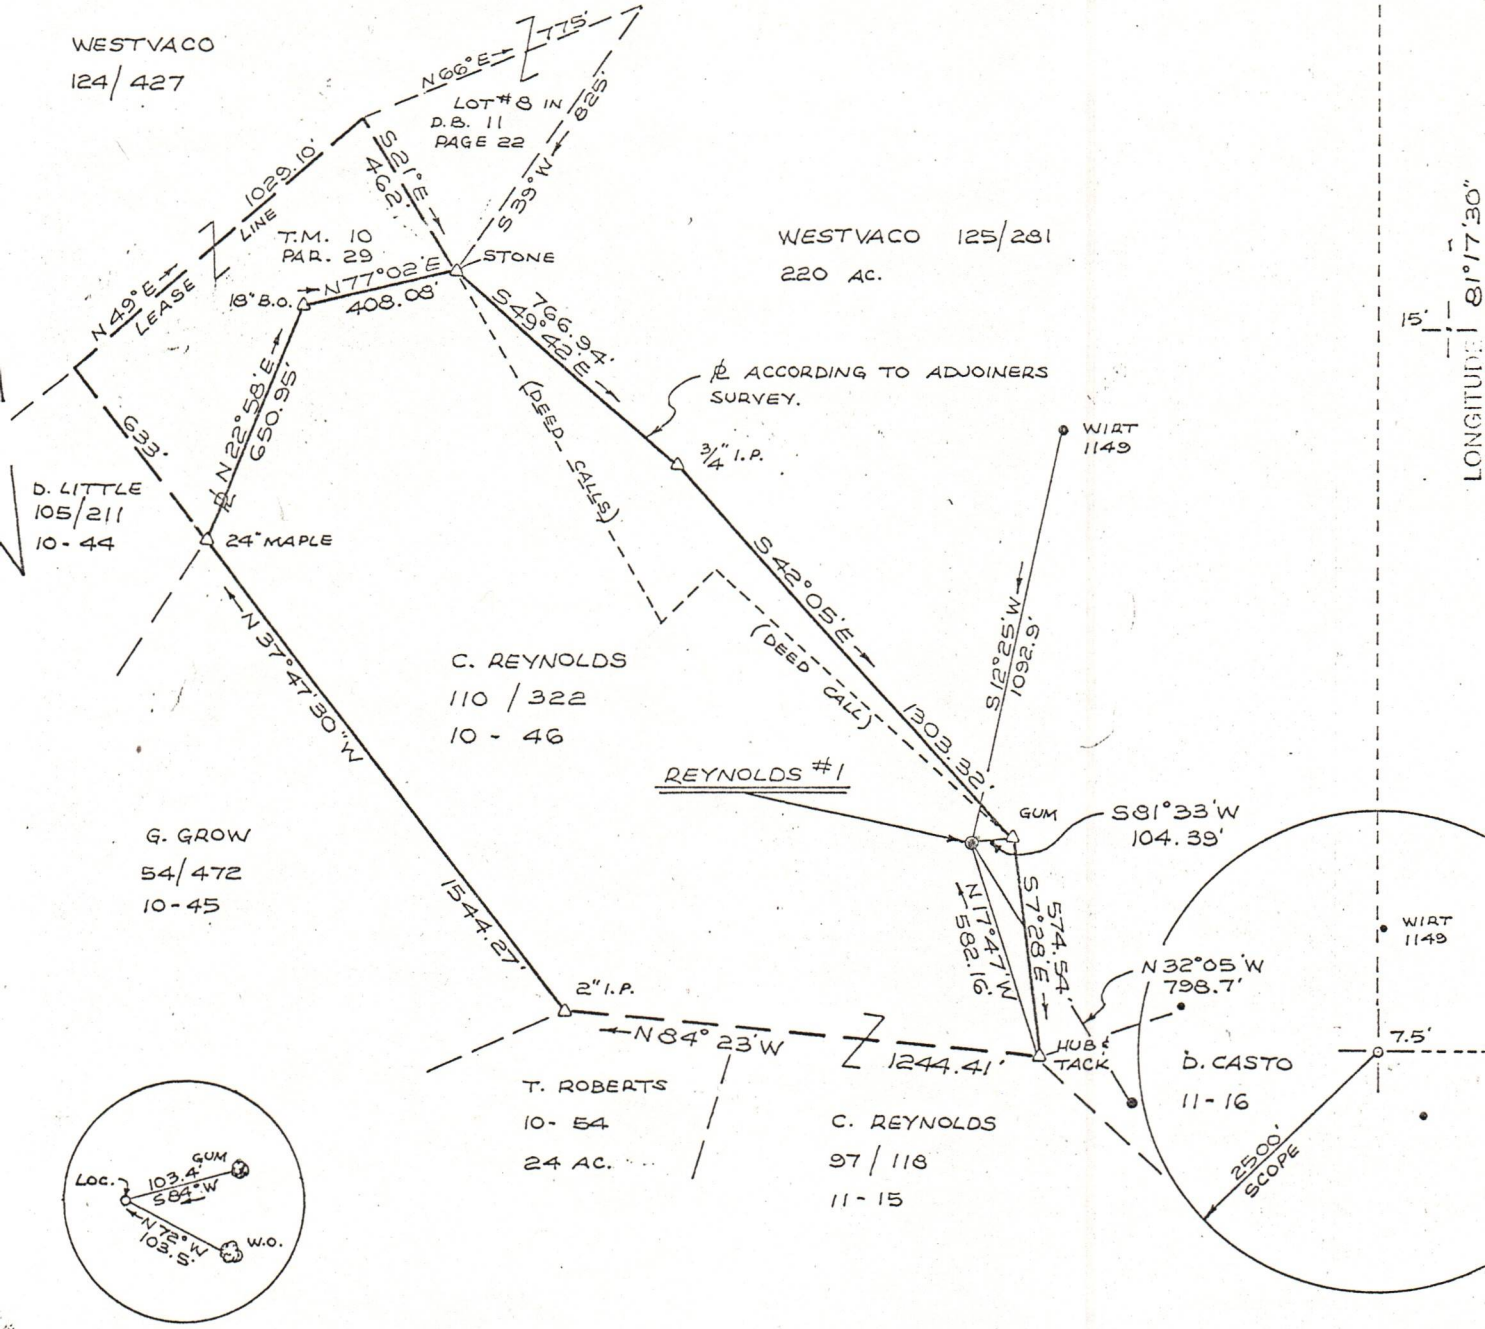 WESTVACO
124/427
N66°E
775'
LOT #8 IN
D.B. 11
PAGE 22
S39°W 825'
S21°E
462'
1029.10'
N49°E
LEASE LINE
T.M. 10
PAR. 29
18" B.O.
N77°02'E
408.08'
STONE
WESTVACO 125/281
220 AC.
LONGITUDE 81°17'30"
15'
766.94'
S49°42'E
ACCORDING TO ADJOINERS
SURVEY.
3/4" I.P.
(DEED CALLS)
WIRT
1149
633'
N22°58'E
650.95'
D. LITTLE
105/211
10-44
24" MAPLE
S42°05'E
1303.32'
S12°25'W
1092.9'
(DEED CALL)
N37°47'30"W
1544.27'
C. REYNOLDS
110 / 322
10 - 46
REYNOLDS #1
GUM
S81°33'W
104.39'
G. GROW
54/472
10-45
S7°28'E
574.54'
N17°47'W
582.16'
N32°05'W
798.7'
WIRT
1149
2" I.P.
N84°23'W
1244.41'
HUB &
TACK
D. CASTO
11-16
7.5'
2500'
SCOPE
T. ROBERTS
10-54
24 AC.
C. REYNOLDS
97 / 118
11-15
LOC.
GUM
103.4'
S84°W
N72°W
103.5'
W.O.